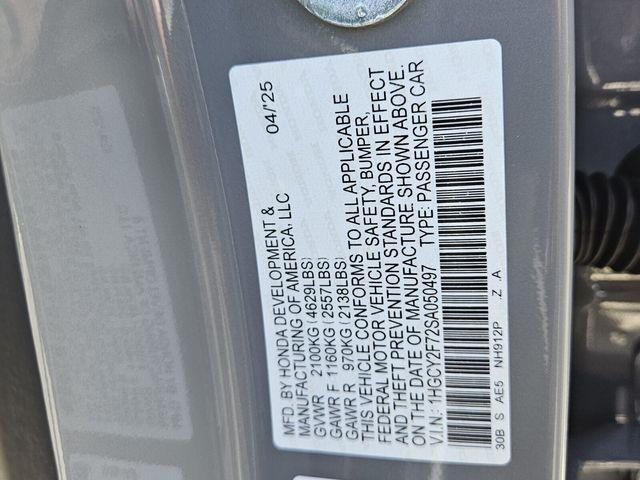 MFD. BY HONDA DEVELOPMENT &
MANUFACTURING OF AMERICA, LLC 04/'25
GVWR 2100KG (4629LBS)
GAWR F 1160KG (2557LBS)
GAWR R 970KG (2138LBS)
THIS VEHICLE CONFORMS TO ALL APPLICABLE
FEDERAL MOTOR VEHICLE SAFETY, BUMPER,
AND THEFT PREVENTION STANDARDS IN EFFECT
ON THE DATE OF MANUFACTURE SHOWN ABOVE.
V.I.N.: 1HGCY2F72SA050497 TYPE: PASSENGER CAR
30B S AE5 NH912P Z .A